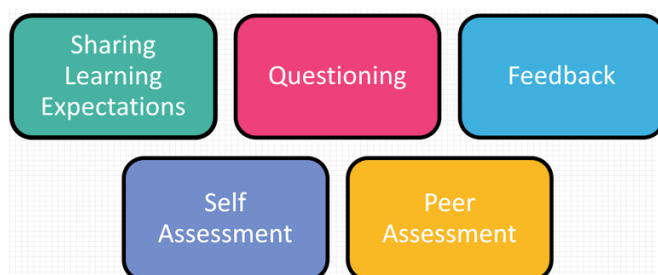 Sharing
Learning
Expectations
Questioning
Feedback
Self
Assessment
Peer
Assessment